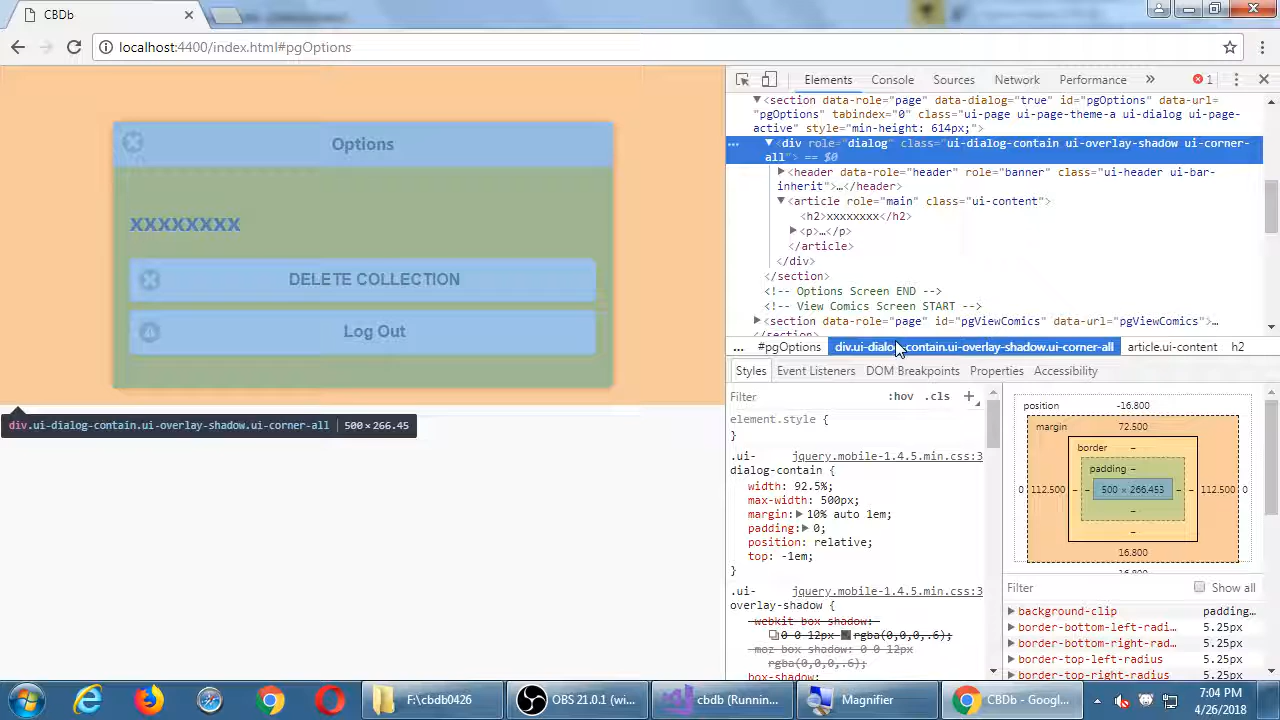 CBDb
localhost:4400/index.html#pgOptions
Options
xxxxxxxx
DELETE COLLECTION
Log Out
div.ui-dialog-contain.ui-overlay-shadow.ui-corner-all | 500×266.45
Elements Console Sources Network Performance » 1
▼<section data-role="page" data-dialog="true" id="pgOptions" data-url=
"pgOptions" tabindex="0" class="ui-page ui-page-theme-a ui-dialog ui-page-
active" style="min-height: 614px;">
… ▼<div role="dialog" class="ui-dialog-contain ui-overlay-shadow ui-corner-
all"> == $0
▶<header data-role="header" role="banner" class="ui-header ui-bar-
inherit">…</header>
▼<article role="main" class="ui-content">
<h2>xxxxxxxx</h2>
▶<p>…</p>
</article>
</div>
</section>
<!-- Options Screen END -->
<!-- View Comics Screen START -->
▶<section data-role="page" id="pgViewComics" data-url="pgViewComics">…
</section>
... #pgOptions div.ui-dialog-contain.ui-overlay-shadow.ui-corner-all article.ui-content h2
Styles Event Listeners DOM Breakpoints Properties Accessibility
Filter :hov .cls +
element.style {
}
.ui- jquery.mobile-1.4.5.min.css:3
dialog-contain {
width: 92.5%;
max-width: 500px;
margin:▶ 10% auto 1em;
padding:▶ 0;
position: relative;
top: -1em;
}
.ui- jquery.mobile-1.4.5.min.css:3
overlay-shadow {
-webkit-box-shadow:
0 0 12px rgba(0,0,0,.6);
-moz-box-shadow: 0 0 12px
rgba(0,0,0,.6);
box-shadow:
position -16.800
margin 72.500
border –
padding –
0 112.500 – – 500 × 266.453 – – 112.500 0
–
–
16.800
16.800
Filter Show all
▶ background-clip padding…
▶ border-bottom-left-radi… 5.25px
▶ border-bottom-right-rad… 5.25px
▶ border-top-left-radius 5.25px
▶ border-top-right-radius 5.25px
F:\cbdb0426
OBS 21.0.1 (wi...
cbdb (Runnin...
Magnifier
CBDb - Googl...
7:04 PM
4/26/2018